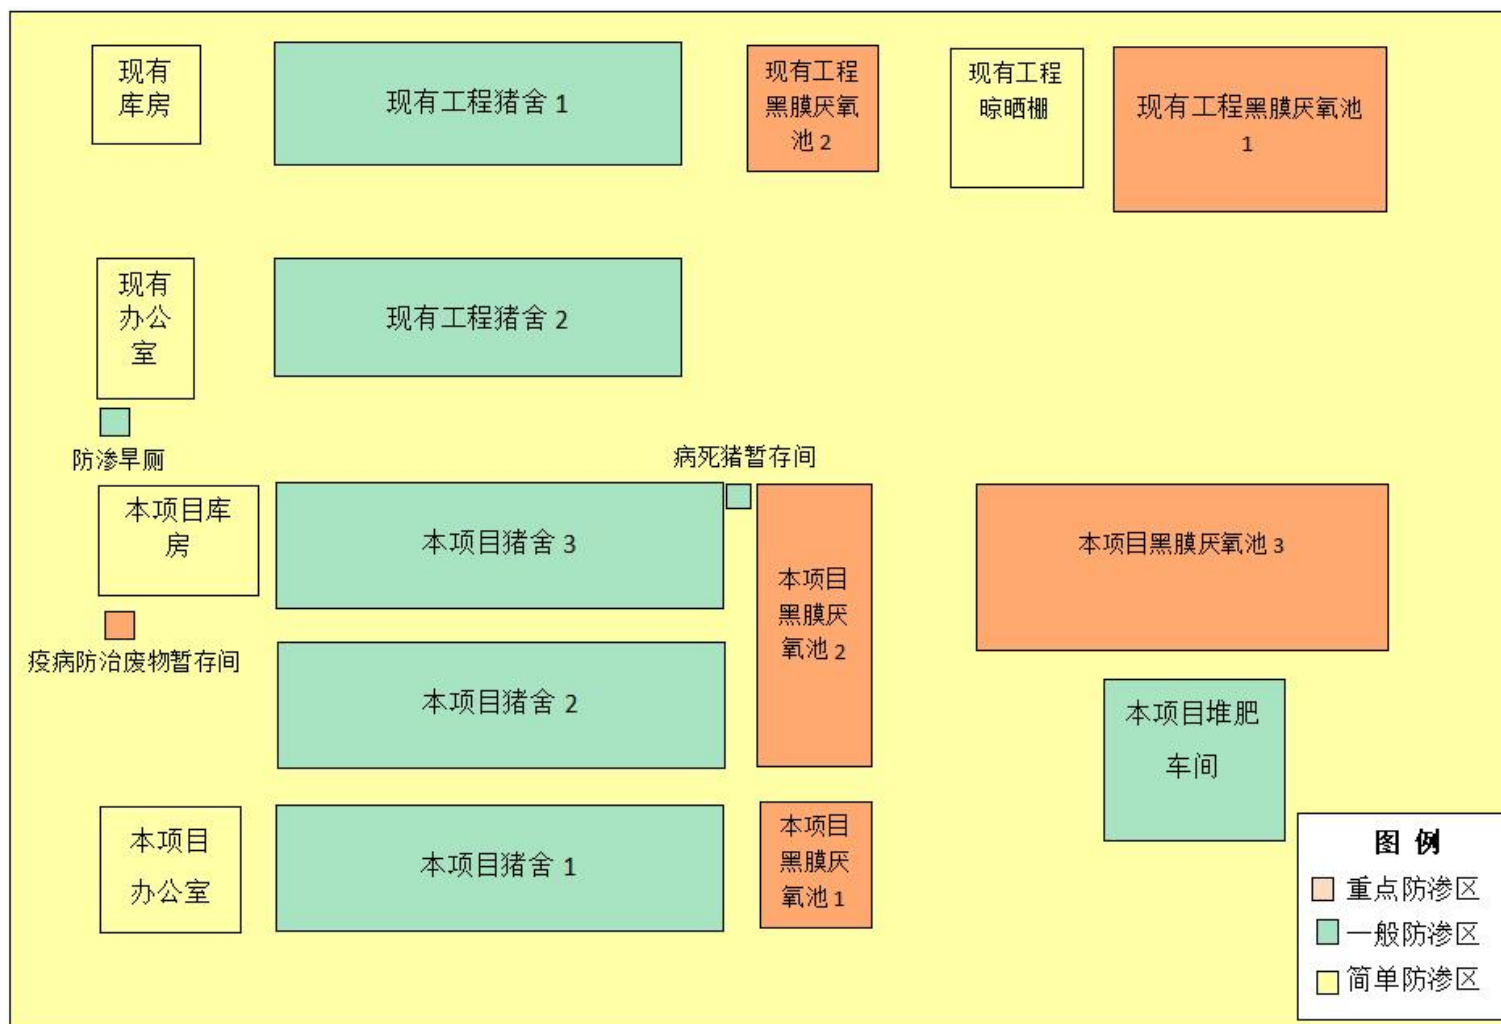 现有
库房
现有工程猪舍 1
现有工程
黑膜厌氧
池 2
现有工程
晾晒棚
现有工程黑膜厌氧池
1
现有
办公
室
现有工程猪舍 2
防渗旱厕
病死猪暂存间
本项目库
房
本项目猪舍 3
本项目
黑膜厌
氧池 2
本项目黑膜厌氧池 3
疫病防治废物暂存间
本项目猪舍 2
本项目堆肥
车间
本项目
办公室
本项目猪舍 1
本项目
黑膜厌
氧池 1
图 例
重点防渗区
一般防渗区
简单防渗区